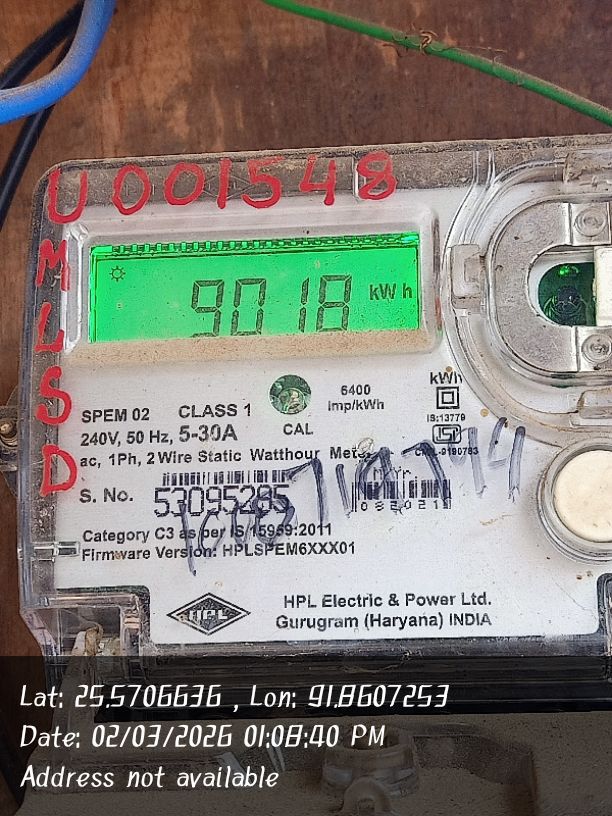 U001548
M
L
S
D
9018 kWh
SPEM 02 CLASS 1
6400
imp/kWh
kWh
CAL
IS:13779
240V, 50 Hz, 5-30A
ac, 1Ph, 2 Wire Static Watthour Meter
CM/L-9190783
S. No. 53095285
Category C3 as per IS 15959:2011
Firmware Version: HPLSPEM6XXX01
HPL
HPL Electric & Power Ltd.
Gurugram (Haryana) INDIA
Lat: 25.5706636 , Lon: 91.8607253
Date: 02/03/2026 01:08:40 PM
Address not available